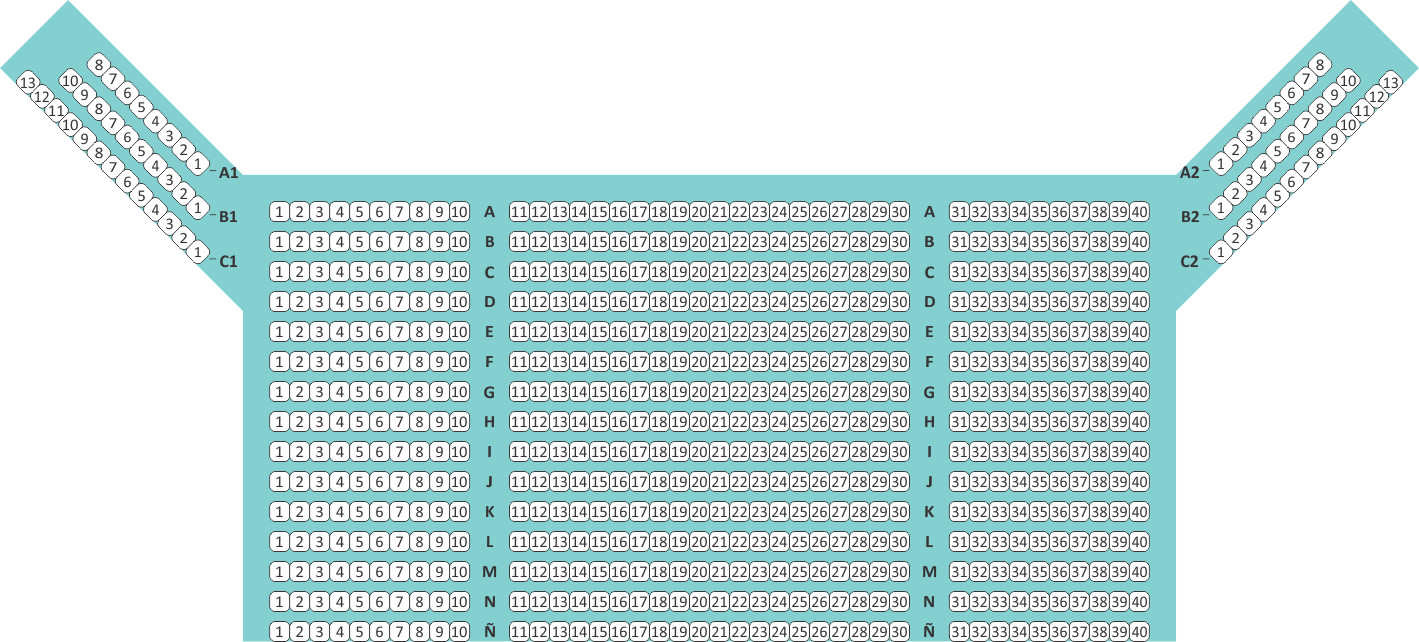 13 12 11 10 9 8 7 6 5 4 3 2 1 C1
10 9 8 7 6 5 4 3 2 1 B1
8 7 6 5 4 3 2 1 A1
A2 1 2 3 4 5 6 7 8
B2 1 2 3 4 5 6 7 8 9 10
C2 1 2 3 4 5 6 7 8 9 10 11 12 13
1 2 3 4 5 6 7 8 9 10 A 11 12 13 14 15 16 17 18 19 20 21 22 23 24 25 26 27 28 29 30 A 31 32 33 34 35 36 37 38 39 40
1 2 3 4 5 6 7 8 9 10 B 11 12 13 14 15 16 17 18 19 20 21 22 23 24 25 26 27 28 29 30 B 31 32 33 34 35 36 37 38 39 40
1 2 3 4 5 6 7 8 9 10 C 11 12 13 14 15 16 17 18 19 20 21 22 23 24 25 26 27 28 29 30 C 31 32 33 34 35 36 37 38 39 40
1 2 3 4 5 6 7 8 9 10 D 11 12 13 14 15 16 17 18 19 20 21 22 23 24 25 26 27 28 29 30 D 31 32 33 34 35 36 37 38 39 40
1 2 3 4 5 6 7 8 9 10 E 11 12 13 14 15 16 17 18 19 20 21 22 23 24 25 26 27 28 29 30 E 31 32 33 34 35 36 37 38 39 40
1 2 3 4 5 6 7 8 9 10 F 11 12 13 14 15 16 17 18 19 20 21 22 23 24 25 26 27 28 29 30 F 31 32 33 34 35 36 37 38 39 40
1 2 3 4 5 6 7 8 9 10 G 11 12 13 14 15 16 17 18 19 20 21 22 23 24 25 26 27 28 29 30 G 31 32 33 34 35 36 37 38 39 40
1 2 3 4 5 6 7 8 9 10 H 11 12 13 14 15 16 17 18 19 20 21 22 23 24 25 26 27 28 29 30 H 31 32 33 34 35 36 37 38 39 40
1 2 3 4 5 6 7 8 9 10 I 11 12 13 14 15 16 17 18 19 20 21 22 23 24 25 26 27 28 29 30 I 31 32 33 34 35 36 37 38 39 40
1 2 3 4 5 6 7 8 9 10 J 11 12 13 14 15 16 17 18 19 20 21 22 23 24 25 26 27 28 29 30 J 31 32 33 34 35 36 37 38 39 40
1 2 3 4 5 6 7 8 9 10 K 11 12 13 14 15 16 17 18 19 20 21 22 23 24 25 26 27 28 29 30 K 31 32 33 34 35 36 37 38 39 40
1 2 3 4 5 6 7 8 9 10 L 11 12 13 14 15 16 17 18 19 20 21 22 23 24 25 26 27 28 29 30 L 31 32 33 34 35 36 37 38 39 40
1 2 3 4 5 6 7 8 9 10 M 11 12 13 14 15 16 17 18 19 20 21 22 23 24 25 26 27 28 29 30 M 31 32 33 34 35 36 37 38 39 40
1 2 3 4 5 6 7 8 9 10 N 11 12 13 14 15 16 17 18 19 20 21 22 23 24 25 26 27 28 29 30 N 31 32 33 34 35 36 37 38 39 40
1 2 3 4 5 6 7 8 9 10 Ñ 11 12 13 14 15 16 17 18 19 20 21 22 23 24 25 26 27 28 29 30 Ñ 31 32 33 34 35 36 37 38 39 40